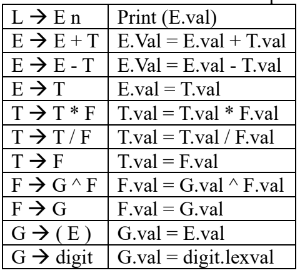 L → E n Print (E.val)
E → E + T E.Val = E.val + T.val
E → E - T E.Val = E.val - T.val
E → T E.val = T.val
T → T * F T.val = T.val * F.val
T → T / F T.val = T.val / F.val
T → F T.val = F.val
F → G ^ F F.val = G.val ^ F.val
F → G F.val = G.val
G → ( E ) G.val = E.val
G → digit G.val = digit.lexval